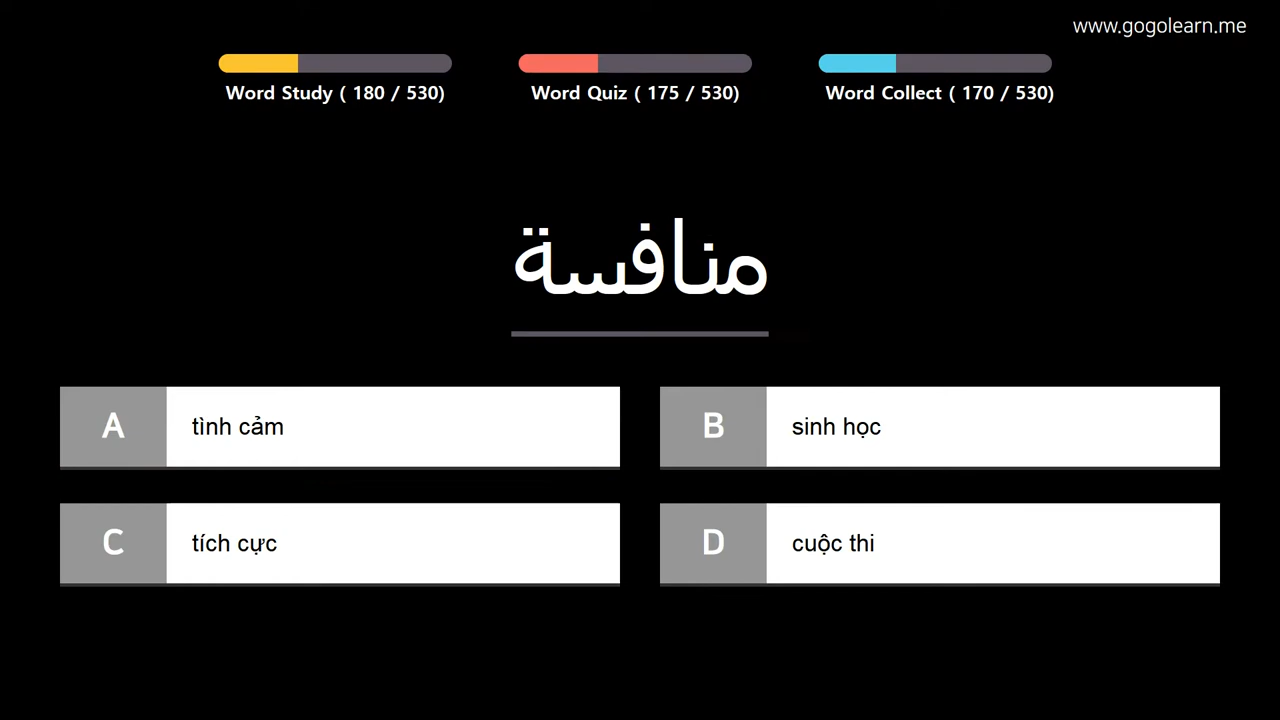 www.gogolearn.me
Word Study ( 180 / 530)
Word Quiz ( 175 / 530)
Word Collect ( 170 / 530)
منافسة
A
tình cảm
B
sinh học
C
tích cực
D
cuộc thi